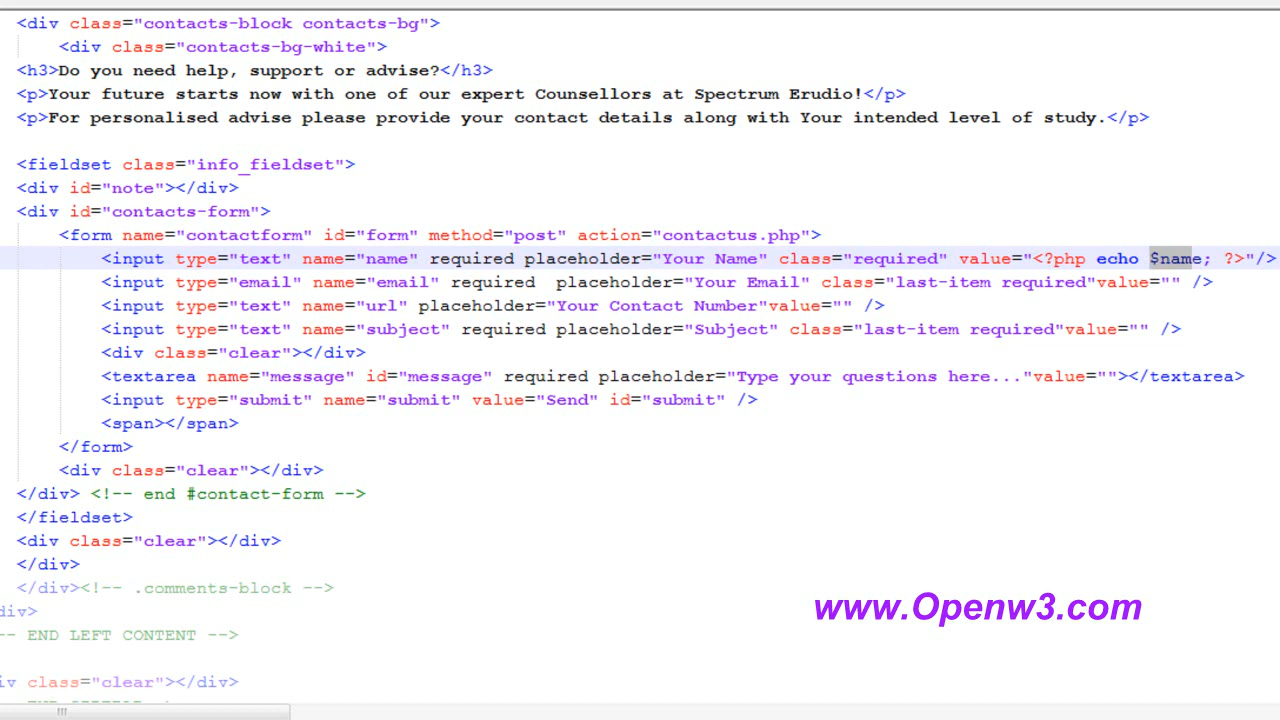 <div class="contacts-block contacts-bg">
<div class="contacts-bg-white">
<h3>Do you need help, support or advise?</h3>
<p>Your future starts now with one of our expert Counsellors at Spectrum Erudio!</p>
<p>For personalised advise please provide your contact details along with Your intended level of study.</p>
<fieldset class="info_fieldset">
<div id="note"></div>
<div id="contacts-form">
<form name="contactform" id="form" method="post" action="contactus.php">
<input type="text" name="name" required placeholder="Your Name" class="required" value="<?php echo $name; ?>"/>
<input type="email" name="email" required  placeholder="Your Email" class="last-item required"value="" />
<input type="text" name="url" placeholder="Your Contact Number"value="" />
<input type="text" name="subject" required placeholder="Subject" class="last-item required"value="" />
<div class="clear"></div>
<textarea name="message" id="message" required placeholder="Type your questions here..."value=""></textarea>
<input type="submit" name="submit" value="Send" id="submit" />
<span></span>
</form>
<div class="clear"></div>
</div> <!-- end #contact-form -->
</fieldset>
<div class="clear"></div>
</div>
</div><!-- .comments-block -->
div>
-- END LEFT CONTENT -->
iv class="clear"></div>
www.Openw3.com